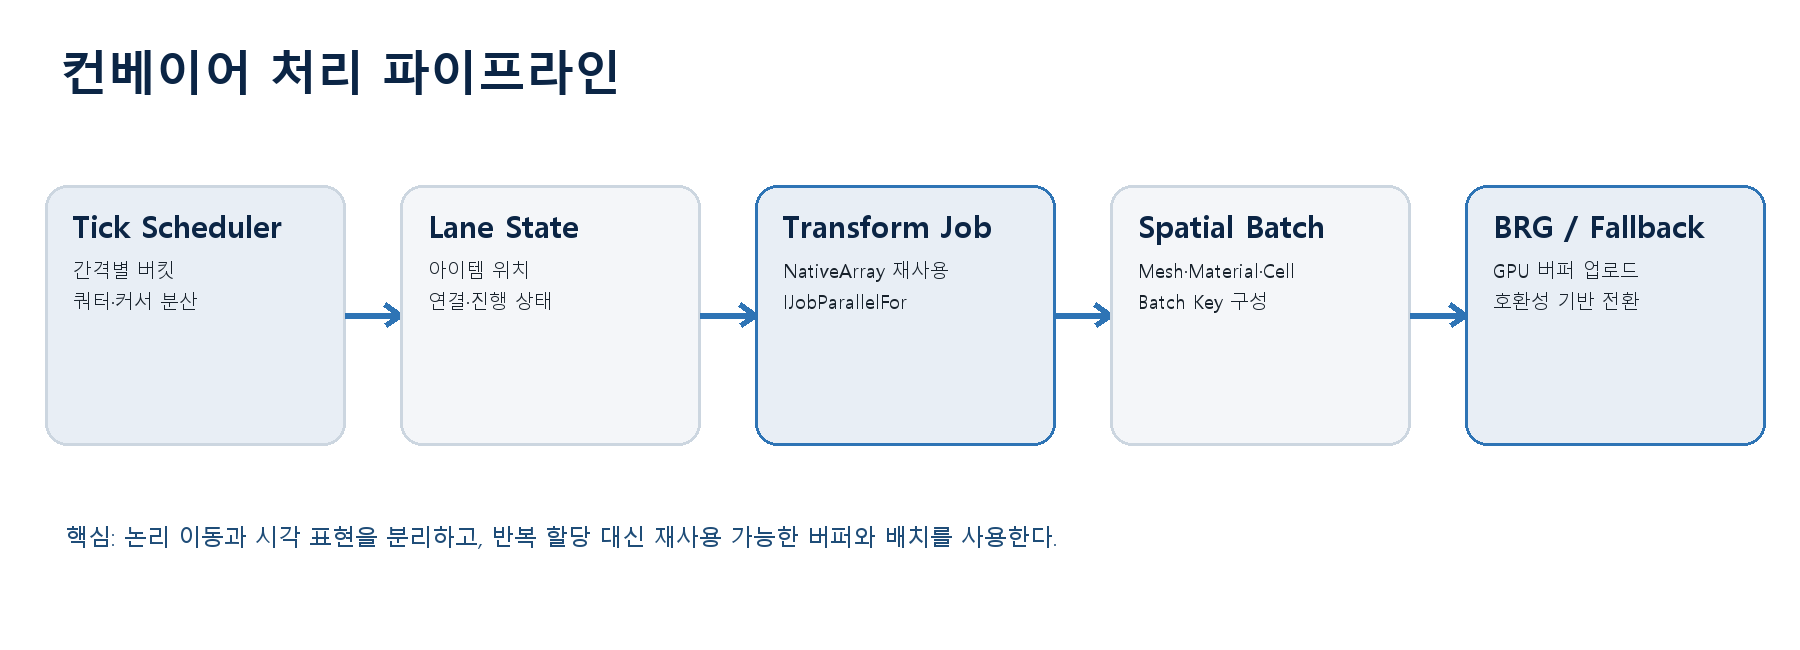 컨베이어 처리 파이프라인
Tick Scheduler
간격별 버킷
쿼터·커서 분산
Lane State
아이템 위치
연결·진행 상태
Transform Job
NativeArray 재사용
IJobParallelFor
Spatial Batch
Mesh·Material·Cell
Batch Key 구성
BRG / Fallback
GPU 버퍼 업로드
호환성 기반 전환
핵심: 논리 이동과 시각 표현을 분리하고, 반복 할당 대신 재사용 가능한 버퍼와 배치를 사용한다.